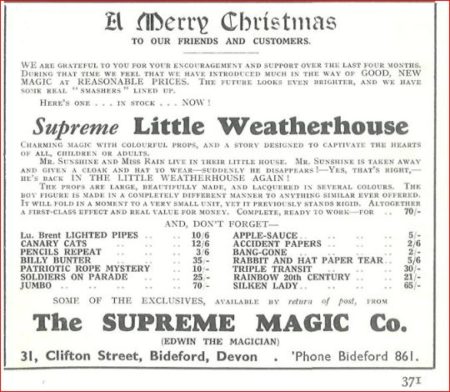 A Merry Christmas
TO OUR FRIENDS AND CUSTOMERS.
WE ARE GRATEFUL TO YOU FOR YOUR ENCOURAGEMENT AND SUPPORT OVER THE LAST FOUR MONTHS.
DURING THAT TIME WE FEEL THAT WE HAVE INTRODUCED MUCH IN THE WAY OF GOOD, NEW
MAGIC AT REASONABLE PRICES. THE FUTURE LOOKS EVEN BRIGHTER, AND WE HAVE
SOME REAL "SMASHERS" LINED UP.
HERE'S ONE . . . IN STOCK . . . NOW!
Supreme Little Weatherhouse
CHARMING MAGIC WITH COLOURFUL PROPS, AND A STORY DESIGNED TO CAPTIVATE THE HEARTS
OF ALL, CHILDREN OR ADULTS.
MR. SUNSHINE AND MISS RAIN LIVE IN THEIR LITTLE HOUSE. MR. SUNSHINE IS TAKEN AWAY
AND GIVEN A CLOAK AND HAT TO WEAR—SUDDENLY HE DISAPPEARS!—YES, THAT'S RIGHT,—
HE'S BACK IN THE LITTLE WEATHERHOUSE AGAIN!
THE PROPS ARE LARGE, BEAUTIFULLY MADE, AND LACQUERED IN SEVERAL COLOURS. THE
BOY FIGURE IS MADE IN A COMPLETELY DIFFERENT MANNER TO ANYTHING SIMILAR EVER OFFERED.
IT WILL FOLD IN A MOMENT TO A VERY SMALL UNIT, YET IT PREVIOUSLY STANDS RIGID. ALTOGETHER
A FIRST-CLASS EFFECT AND REAL VALUE FOR MONEY. COMPLETE, READY TO WORK—FOR .. 70/-
AND, DON'T FORGET—
Lu. Brent LIGHTED PIPES .. 10/6 APPLE-SAUCE .. 5/-
CANARY CATS .. 12/6 ACCIDENT PAPERS .. 2/6
PENCILS REPEAT .. 3/6 BANG-GONE .. 2/-
BILLY BUNTER .. 35/- RABBIT AND HAT PAPER TEAR .. 5/6
PATRIOTIC ROPE MYSTERY .. 10/- TRIPLE TRANSIT .. 30/-
SOLDIERS ON PARADE .. 25/- RAINBOW 20th CENTURY .. 21/-
JUMBO .. 70/- SILKEN LADY .. 65/-
SOME OF THE EXCLUSIVES, AVAILABLE BY return of post, FROM
The SUPREME MAGIC Co.
(EDWIN THE MAGICIAN)
31, Clifton Street, Bideford, Devon . 'Phone Bideford 861.
371